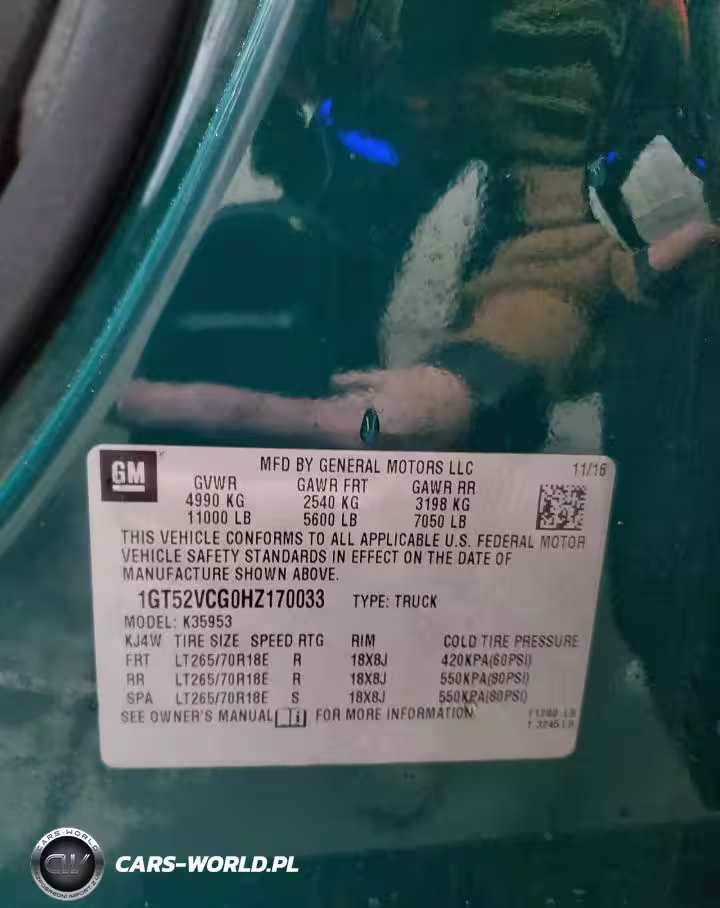 GM
MFD BY GENERAL MOTORS LLC 11/16
GVWR GAWR FRT GAWR RR
4990 KG 2540 KG 3198 KG
11000 LB 5600 LB 7050 LB
THIS VEHICLE CONFORMS TO ALL APPLICABLE U.S. FEDERAL MOTOR
VEHICLE SAFETY STANDARDS IN EFFECT ON THE DATE OF
MANUFACTURE SHOWN ABOVE.
1GT52VCG0HZ170033 TYPE: TRUCK
MODEL: K35953
KJ4W TIRE SIZE SPEED RTG RIM COLD TIRE PRESSURE
FRT LT265/70R18E R 18X8J 420KPA(60PSI)
RR LT265/70R18E R 18X8J 550KPA(80PSI)
SPA LT265/70R18E S 18X8J 550KPA(80PSI)
SEE OWNER'S MANUAL FOR MORE INFORMATION
CARS-WORLD
CW
CARS-WORLD.PL